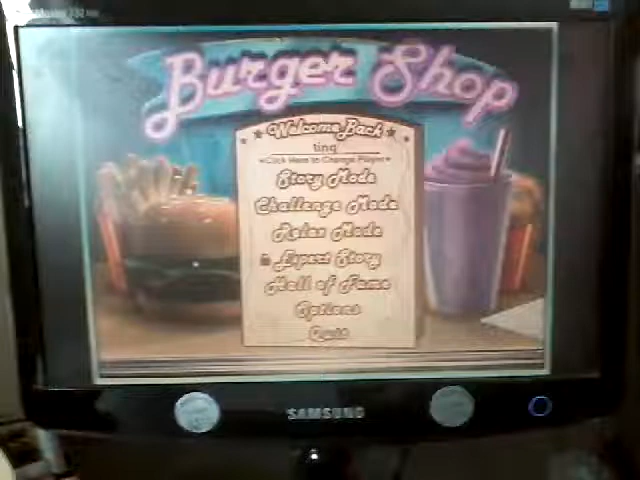 Burger Shop
Welcome Back
ting
Click Here to Change Player
Story Mode
Challenge Mode
Relax Mode
Expert Story
Hall of Fame
Options
Quit
SAMSUNG